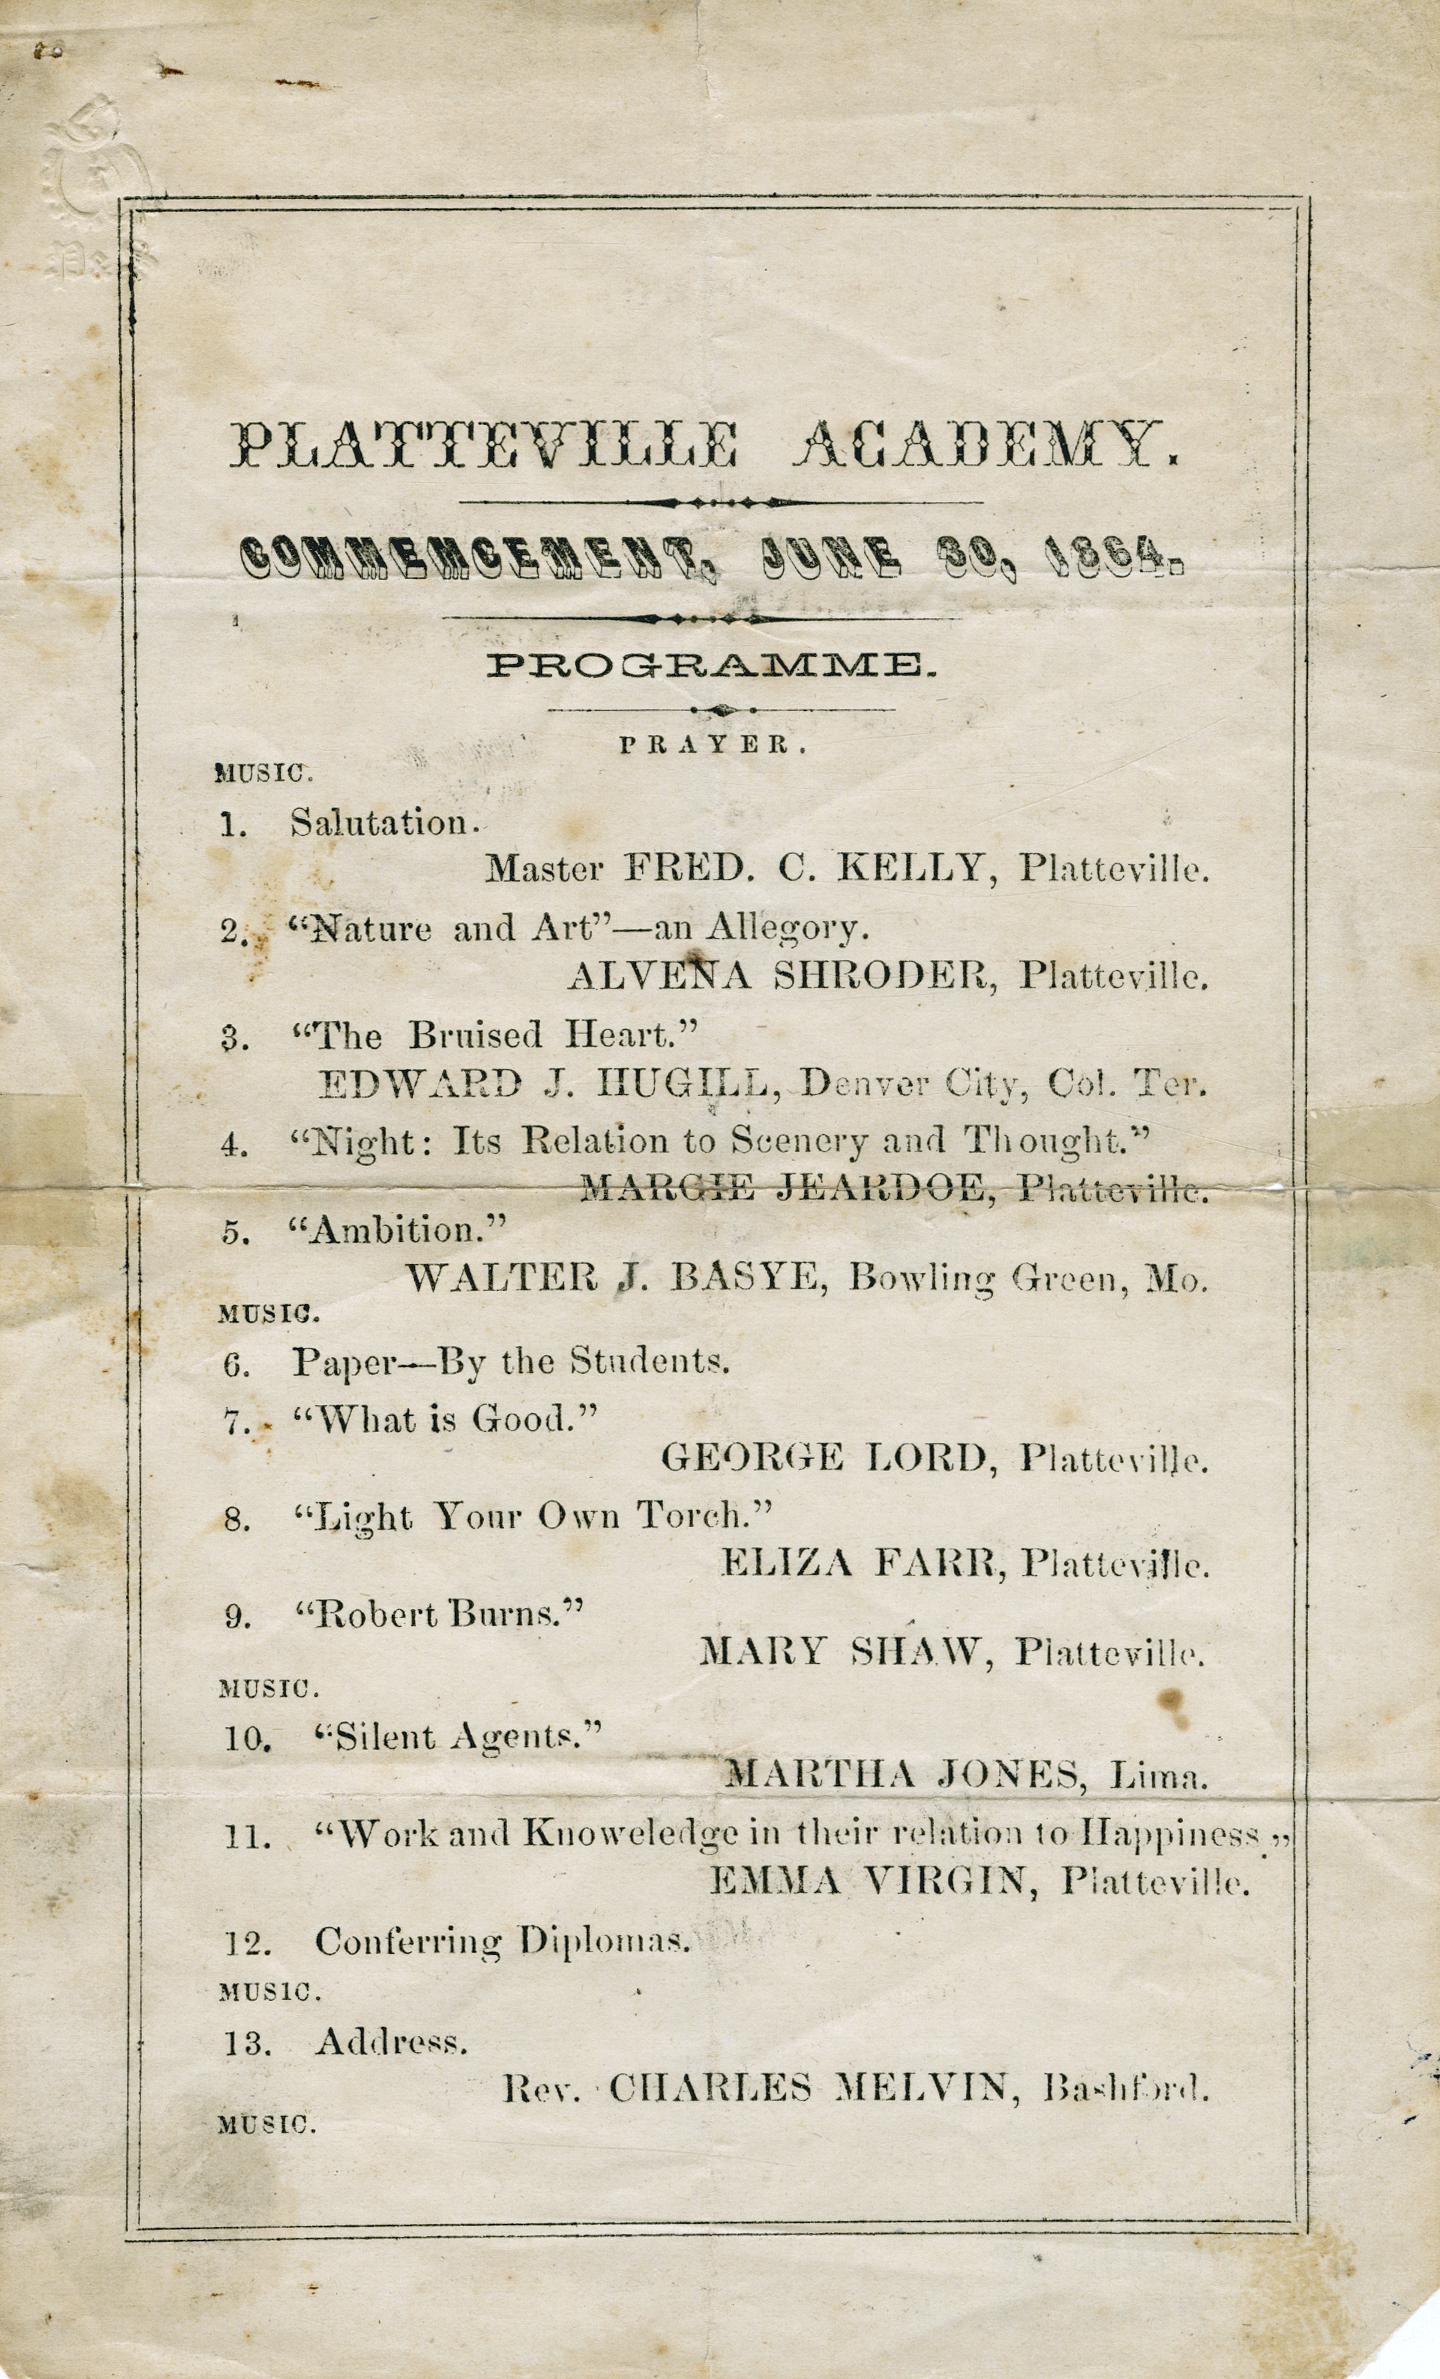 PLATTEVILLE ACADEMY.
COMMEMCEMENT, JUNE 30, 1864.
PROGRAMME.
PRAYER.
MUSIC.
1. Salutation.
Master FRED. C. KELLY, Platteville.
2. “Nature and Art”—an Allegory.
ALVENA SHRODER, Platteville.
3. “The Bruised Heart.”
EDWARD J. HUGILL, Denver City, Col. Ter.
4. “Night: Its Relation to Scenery and Thought.”
MARGIE JEARDOE, Platteville.
5. “Ambition.”
WALTER J. BASYE, Bowling Green, Mo.
MUSIC.
6. Paper—By the Students.
7. “What is Good.”
GEORGE LORD, Platteville.
8. “Light Your Own Torch.”
ELIZA FARR, Platteville.
9. “Robert Burns.”
MARY SHAW, Platteville.
MUSIC.
10. “Silent Agents.”
MARTHA JONES, Lima.
11. “Work and Knoweledge in their relation to Happiness.”
EMMA VIRGIN, Platteville.
12. Conferring Diplomas.
MUSIC.
13. Address.
Rev. CHARLES MELVIN, Bashford.
MUSIC.